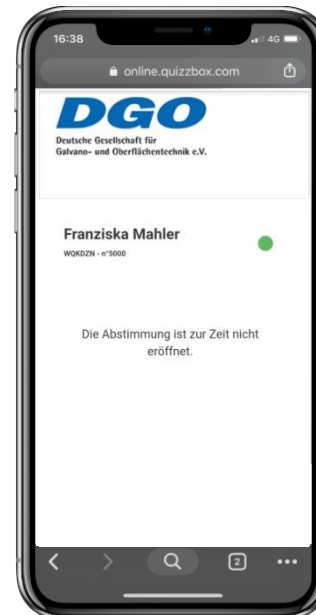 16:38
4G
online.quizzbox.com
DGO
Deutsche Gesellschaft für
Galvano- und Oberflächentechnik e.V.
Franziska Mahler
WQKDZN - n°5000
Die Abstimmung ist zur Zeit nicht
eröffnet.
2